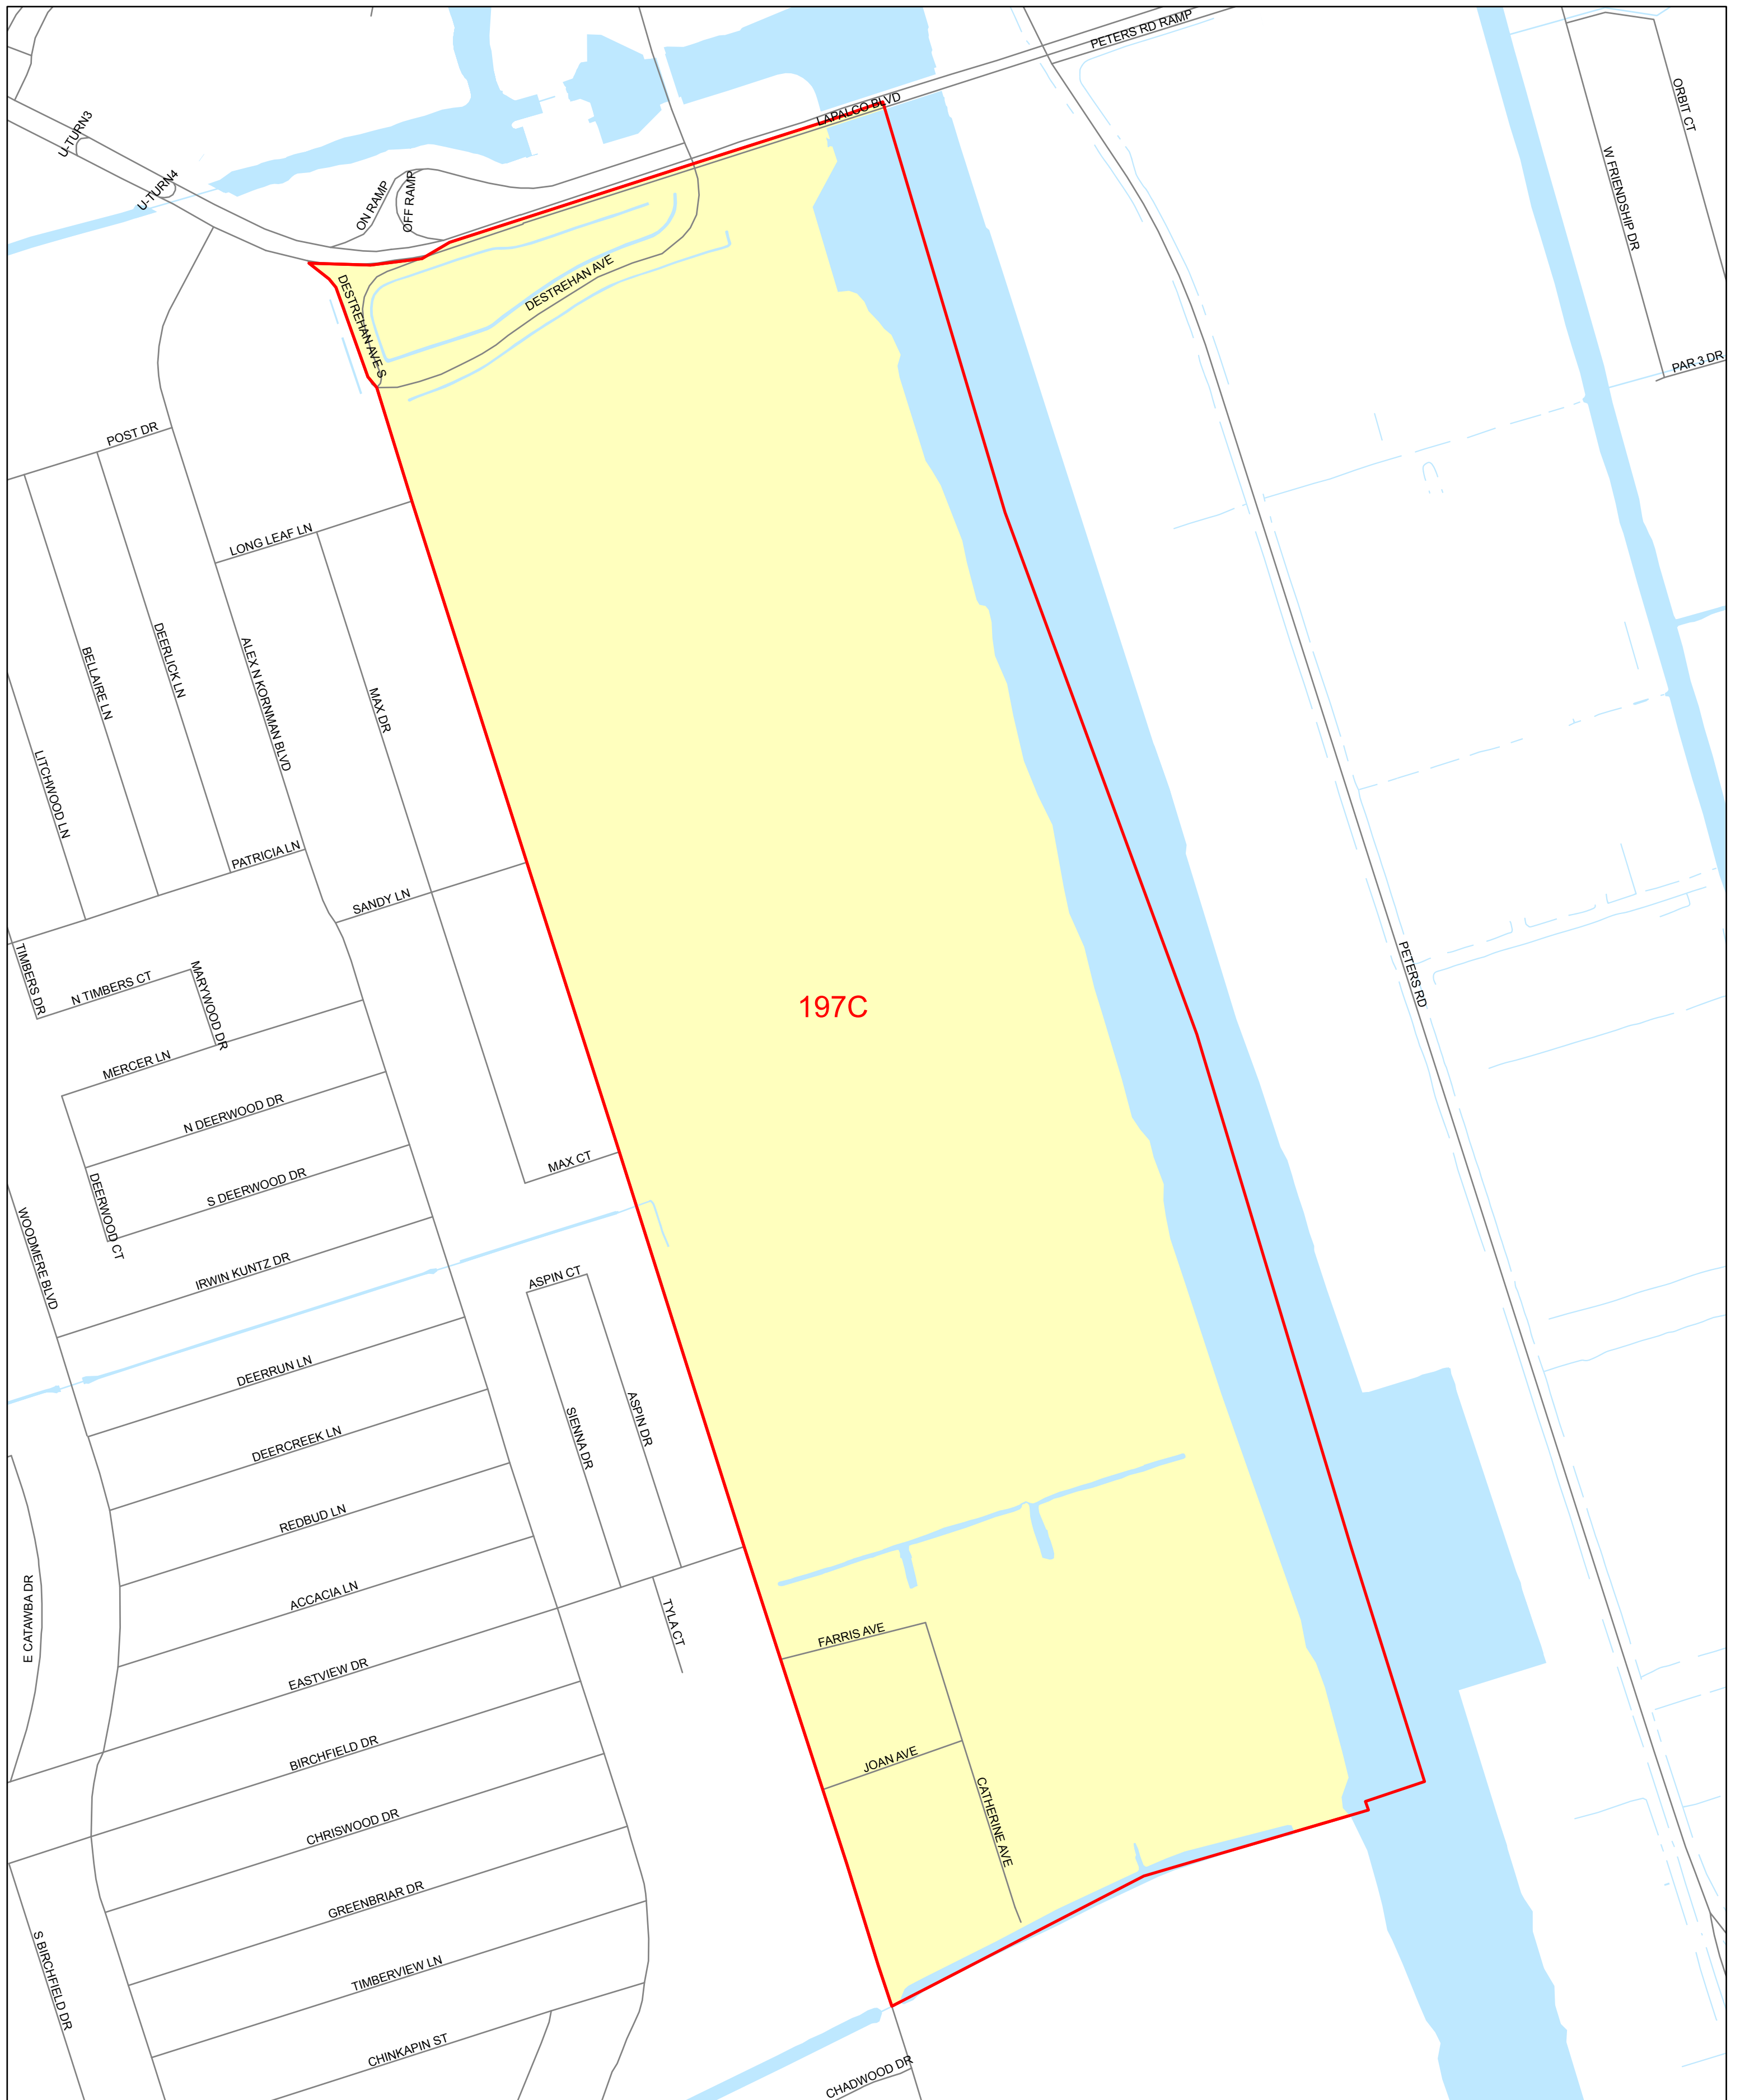 PETERS RD RAMP
ORBIT CT
LAPALCO BLVD
U-TURN3
W FRIENDSHIP DR
U-TURN4
ON RAMP
OFF RAMP
DESTREHAN AVE
DESTREHAN AVE S
PAR 3 DR
POST DR
LONG LEAF LN
DEERLICK LN
BELLAIRE LN
ALEX N KORNMAN BLVD
MAX DR
LITCHWOOD LN
PATRICIA LN
SANDY LN
TIMBERS DR
N TIMBERS CT
MARYWOOD DR
PETERS RD
197C
MERCER LN
N DEERWOOD DR
MAX CT
DEERWOOD CT
S DEERWOOD DR
WOODMERE BLVD
IRWIN KUNTZ DR
ASPIN CT
DEERRUN LN
ASPIN DR
SIENNA DR
DEERCREEK LN
REDBUD LN
E CATAWBA DR
ACCACIA LN
TYLA CT
FARRIS AVE
EASTVIEW DR
BIRCHFIELD DR
JOAN AVE
CATHERINE AVE
CHRISWOOD DR
GREENBRIAR DR
S BIRCHFIELD DR
TIMBERVIEW LN
CHINKAPIN ST
CHADWOOD DR